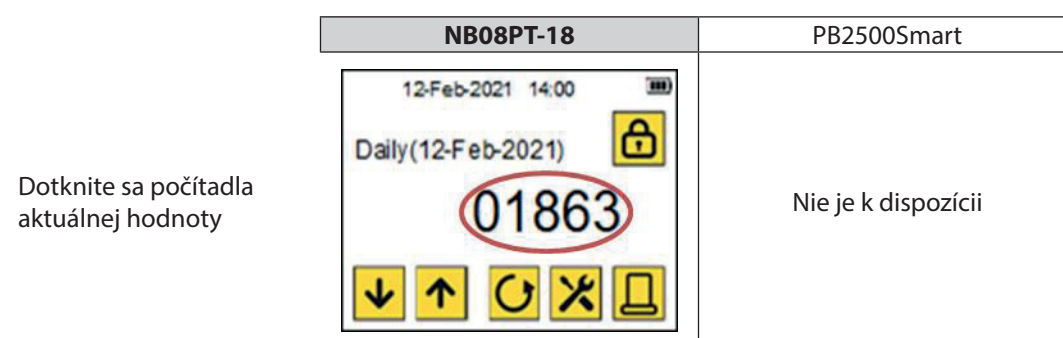 NB08PT-18 PB2500Smart
12-Feb-2021 14:00
Daily(12-Feb-2021)
Dotknite sa počítadla
aktuálnej hodnoty
01863
Nie je k dispozícii